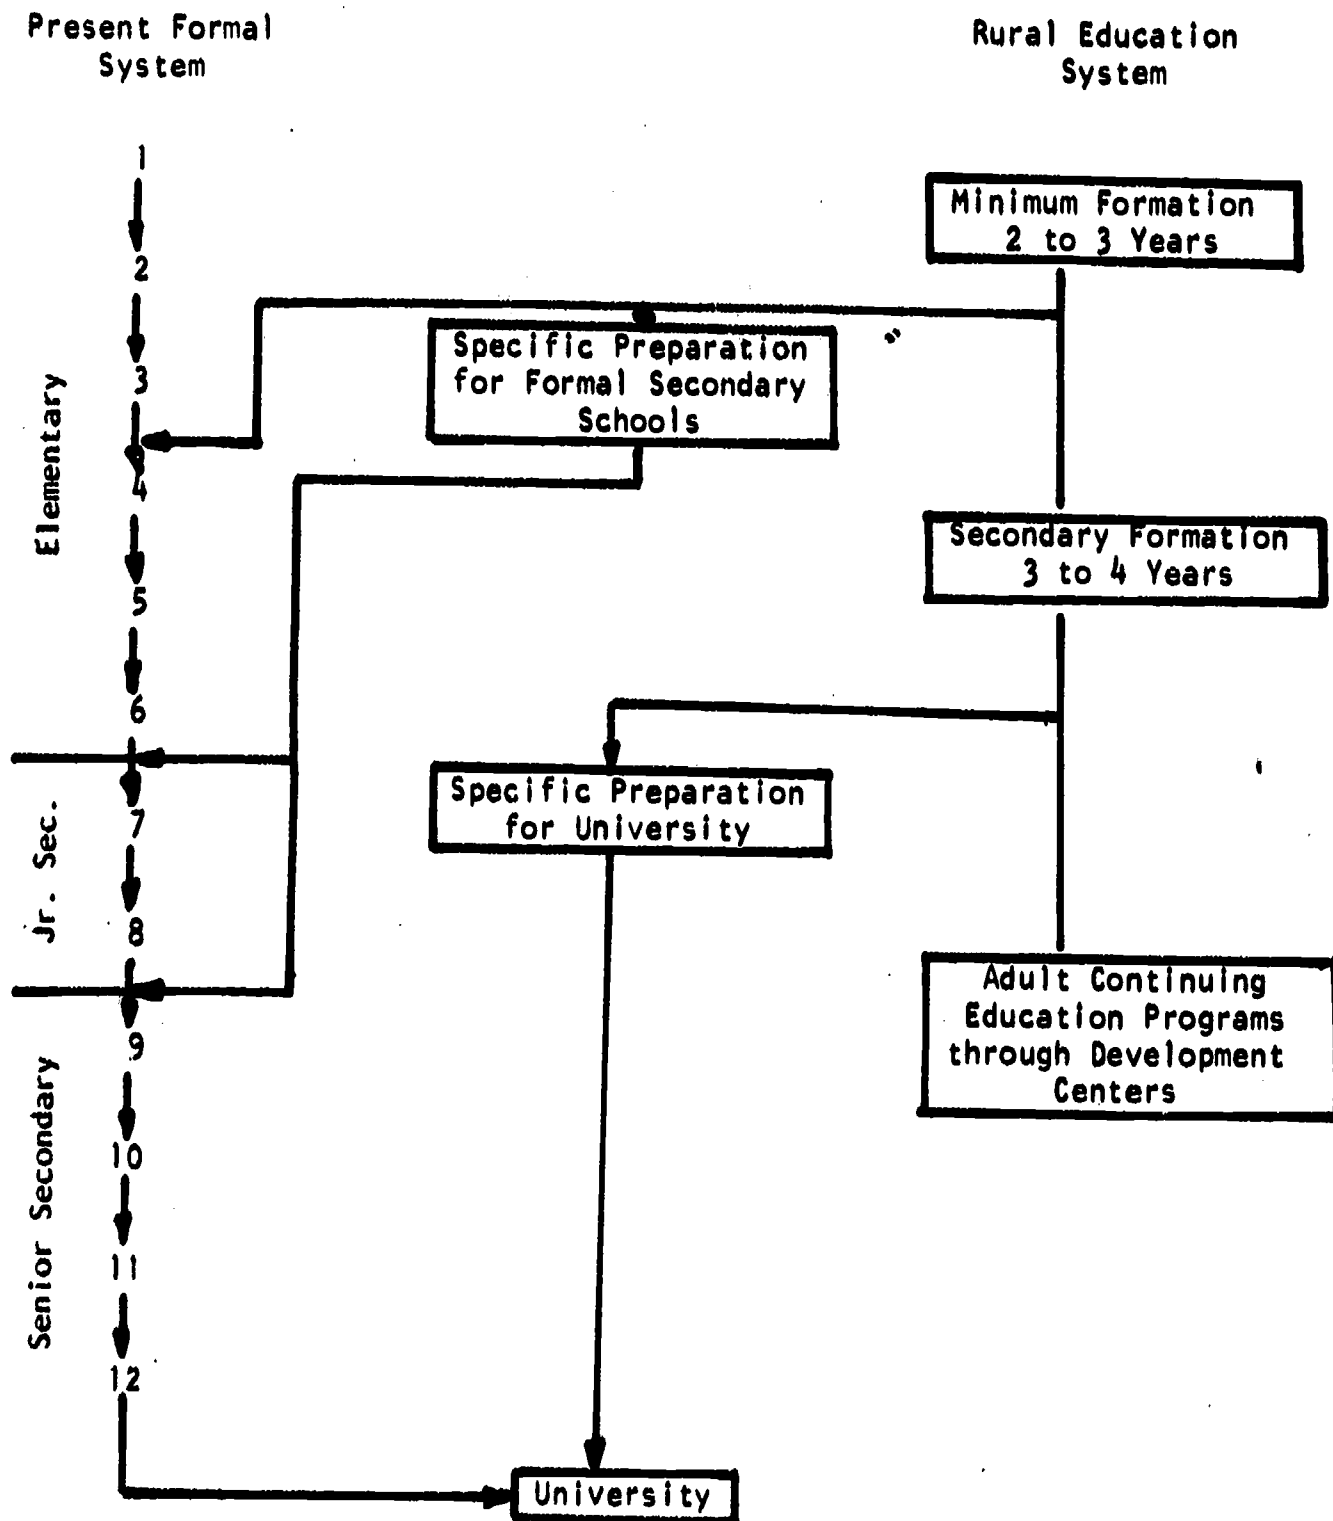 Present Formal
System
Rural Education
System
1
2
3
4
5
6
7
8
9
10
11
12
Elementary
Jr. Sec.
Senior Secondary
Minimum Formation
2 to 3 Years
Specific Preparation
for Formal Secondary
Schools
Secondary Formation
3 to 4 Years
Specific Preparation
for University
Adult Continuing
Education Programs
through Development
Centers
University